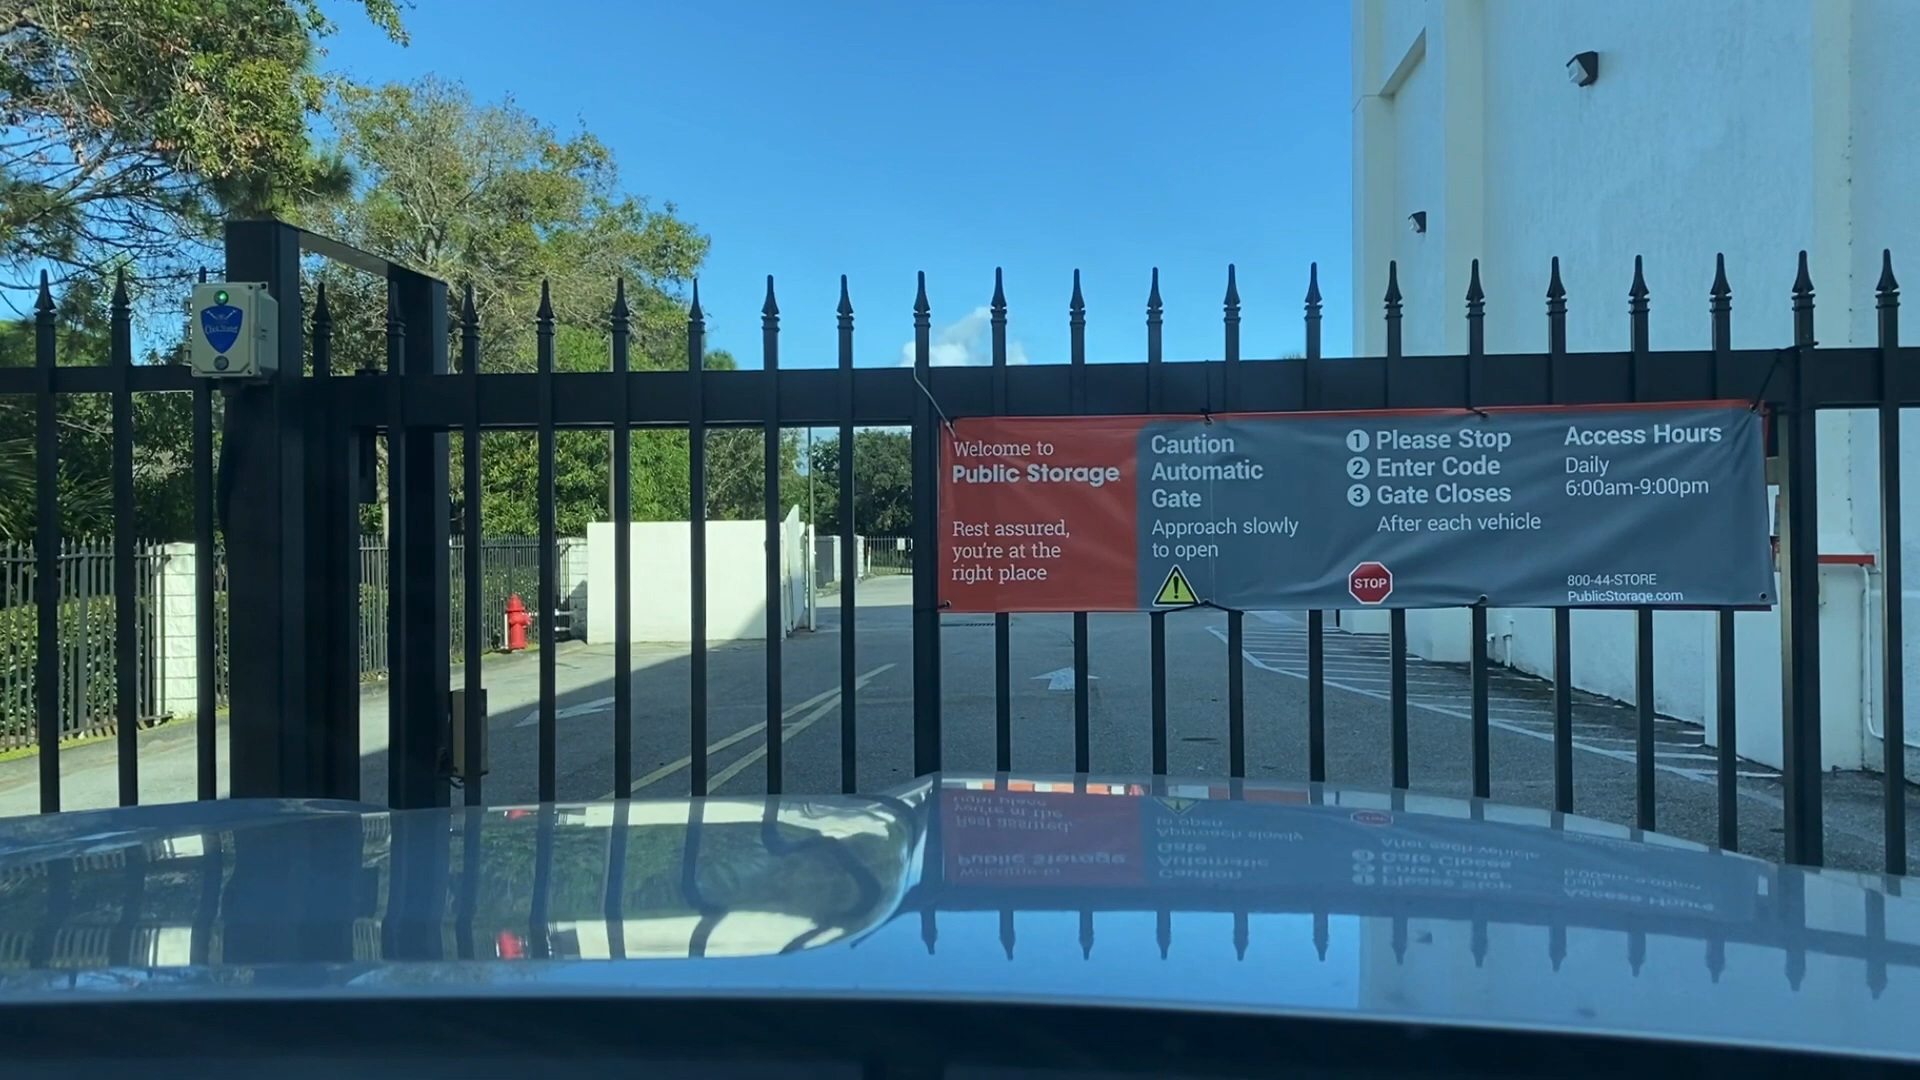 Welcome to
Public Storage
Rest assured,
you're at the
right place
Caution
Automatic
Gate
Approach slowly
to open
1 Please Stop
2 Enter Code
3 Gate Closes
After each vehicle
STOP
Access Hours
Daily
6:00am-9:00pm
800-44-STORE
PublicStorage.com